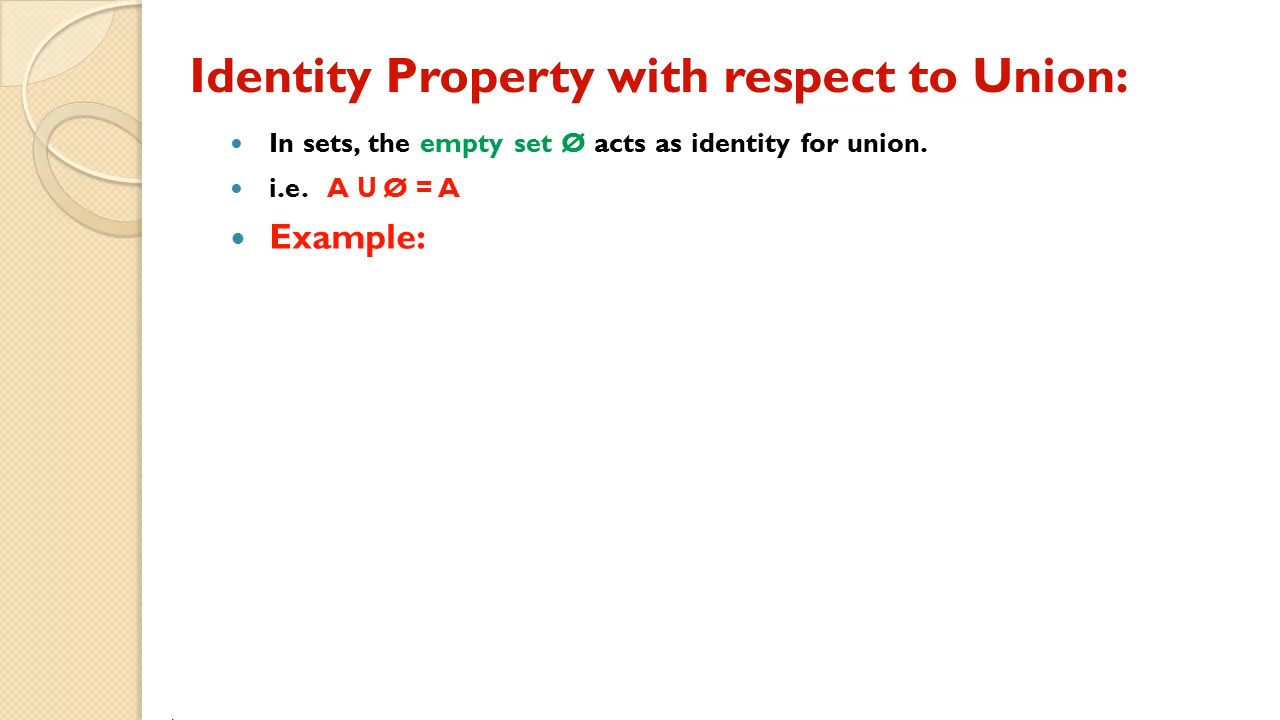 Identity Property with respect to Union:
• In sets, the empty set Ø acts as identity for union.
• i.e. A U Ø = A
• Example: